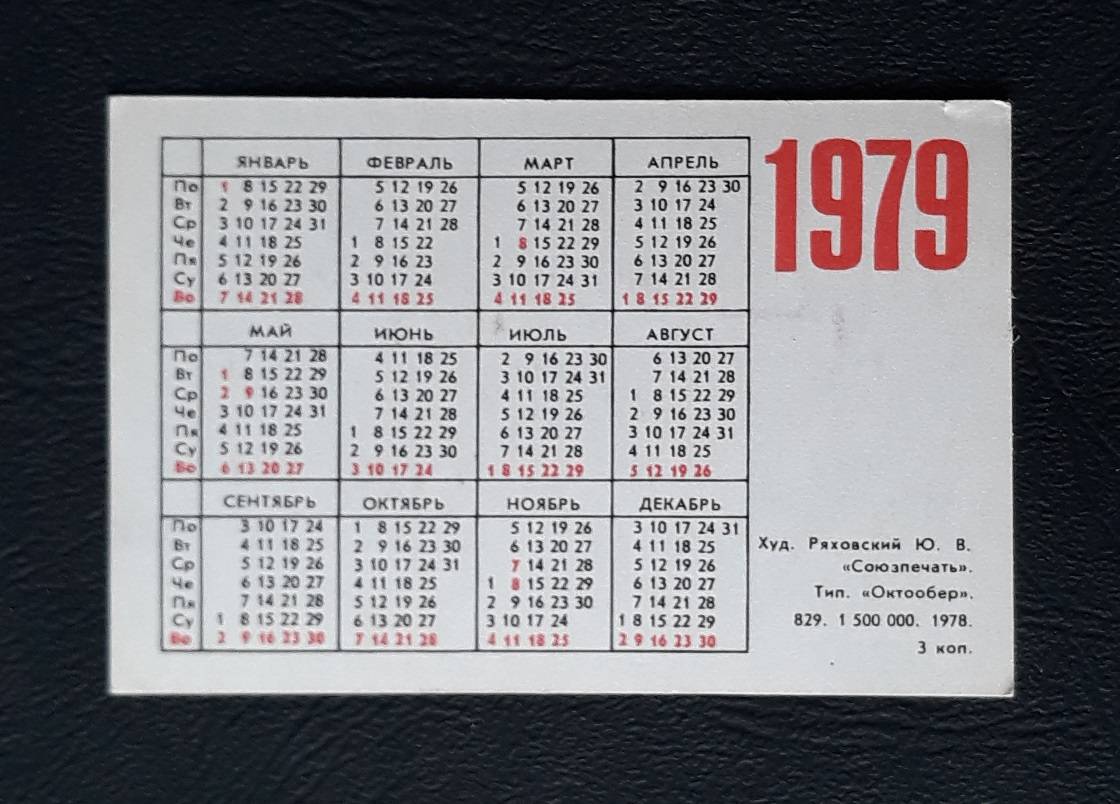 1979
ЯНВАРЬ ФЕВРАЛЬ МАРТ АПРЕЛЬ
По 1 8 15 22 29 5 12 19 26 5 12 19 26 2 9 16 23 30
Вт 2 9 16 23 30 6 13 20 27 6 13 20 27 3 10 17 24
Ср 3 10 17 24 31 7 14 21 28 7 14 21 28 4 11 18 25
Че 4 11 18 25 1 8 15 22 1 8 15 22 29 5 12 19 26
Пя 5 12 19 26 2 9 16 23 2 9 16 23 30 6 13 20 27
Су 6 13 20 27 3 10 17 24 3 10 17 24 31 7 14 21 28
Во 7 14 21 28 4 11 18 25 4 11 18 25 1 8 15 22 29
МАЙ ИЮНЬ ИЮЛЬ АВГУСТ
По 7 14 21 28 4 11 18 25 2 9 16 23 30 6 13 20 27
Вт 1 8 15 22 29 5 12 19 26 3 10 17 24 31 7 14 21 28
Ср 2 9 16 23 30 6 13 20 27 4 11 18 25 1 8 15 22 29
Че 3 10 17 24 31 7 14 21 28 5 12 19 26 2 9 16 23 30
Пя 4 11 18 25 1 8 15 22 29 6 13 20 27 3 10 17 24 31
Су 5 12 19 26 2 9 16 23 30 7 14 21 28 4 11 18 25
Во 6 13 20 27 3 10 17 24 1 8 15 22 29 5 12 19 26
СЕНТЯБРЬ ОКТЯБРЬ НОЯБРЬ ДЕКАБРЬ
По 3 10 17 24 1 8 15 22 29 5 12 19 26 3 10 17 24 31
Вт 4 11 18 25 2 9 16 23 30 6 13 20 27 4 11 18 25
Ср 5 12 19 26 3 10 17 24 31 7 14 21 28 5 12 19 26
Че 6 13 20 27 4 11 18 25 1 8 15 22 29 6 13 20 27
Пя 7 14 21 28 5 12 19 26 2 9 16 23 30 7 14 21 28
Су 1 8 15 22 29 6 13 20 27 3 10 17 24 1 8 15 22 29
Во 2 9 16 23 30 7 14 21 28 4 11 18 25 2 9 16 23 30
Худ. Ряховский Ю. В.
«Союзпечать».
Тип. «Октообер».
829. 1 500 000. 1978.
3 коп.